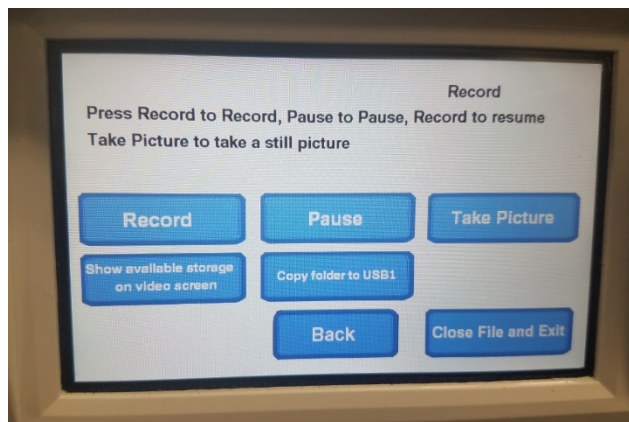 Record
Press Record to Record, Pause to Pause, Record to resume
Take Picture to take a still picture
Record
Pause
Take Picture
Show available storage
on video screen
Copy folder to USB1
Back
Close File and Exit